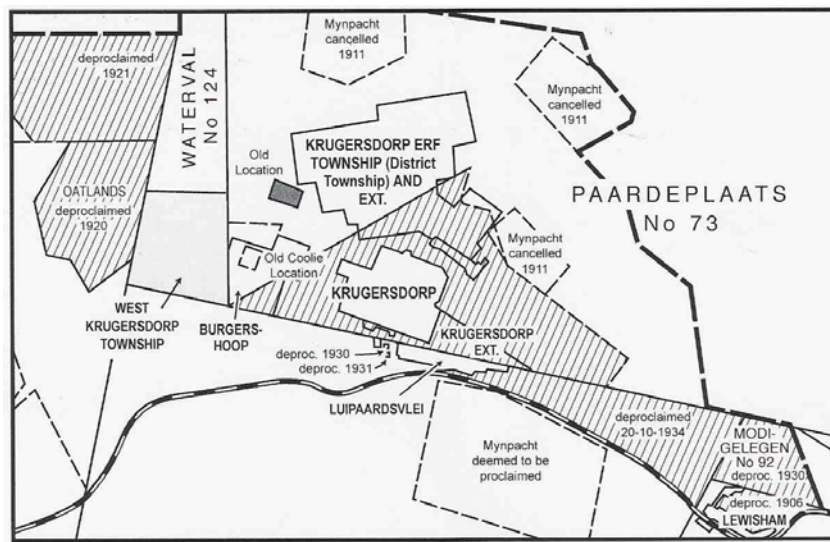 deproclaimed
1921
WATERVAL
No 124
Mynpacht
cancelled
1911
Mynpacht
cancelled
1911
Old
Location
KRUGERSDORP ERF
TOWNSHIP (District
Township) AND
EXT.
PAARDEPLAATS
No 73
OATLANDS
deproclaimed
1920
Old Coolie
Location
Mynpacht
cancelled
1911
KRUGERSDORP
WEST
KRUGERSDORP
TOWNSHIP
BURGERS-
HOOP
KRUGERSDORP
EXT.
deproc. 1930
deproc. 1931
LUIPAARDSVLEI
deproclaimed
20-10-1934
Mynpacht
deemed to be
proclaimed
MODI-
GELEGEN
No 92
deproc. 1930
deproc. 1906
LEWISHAM